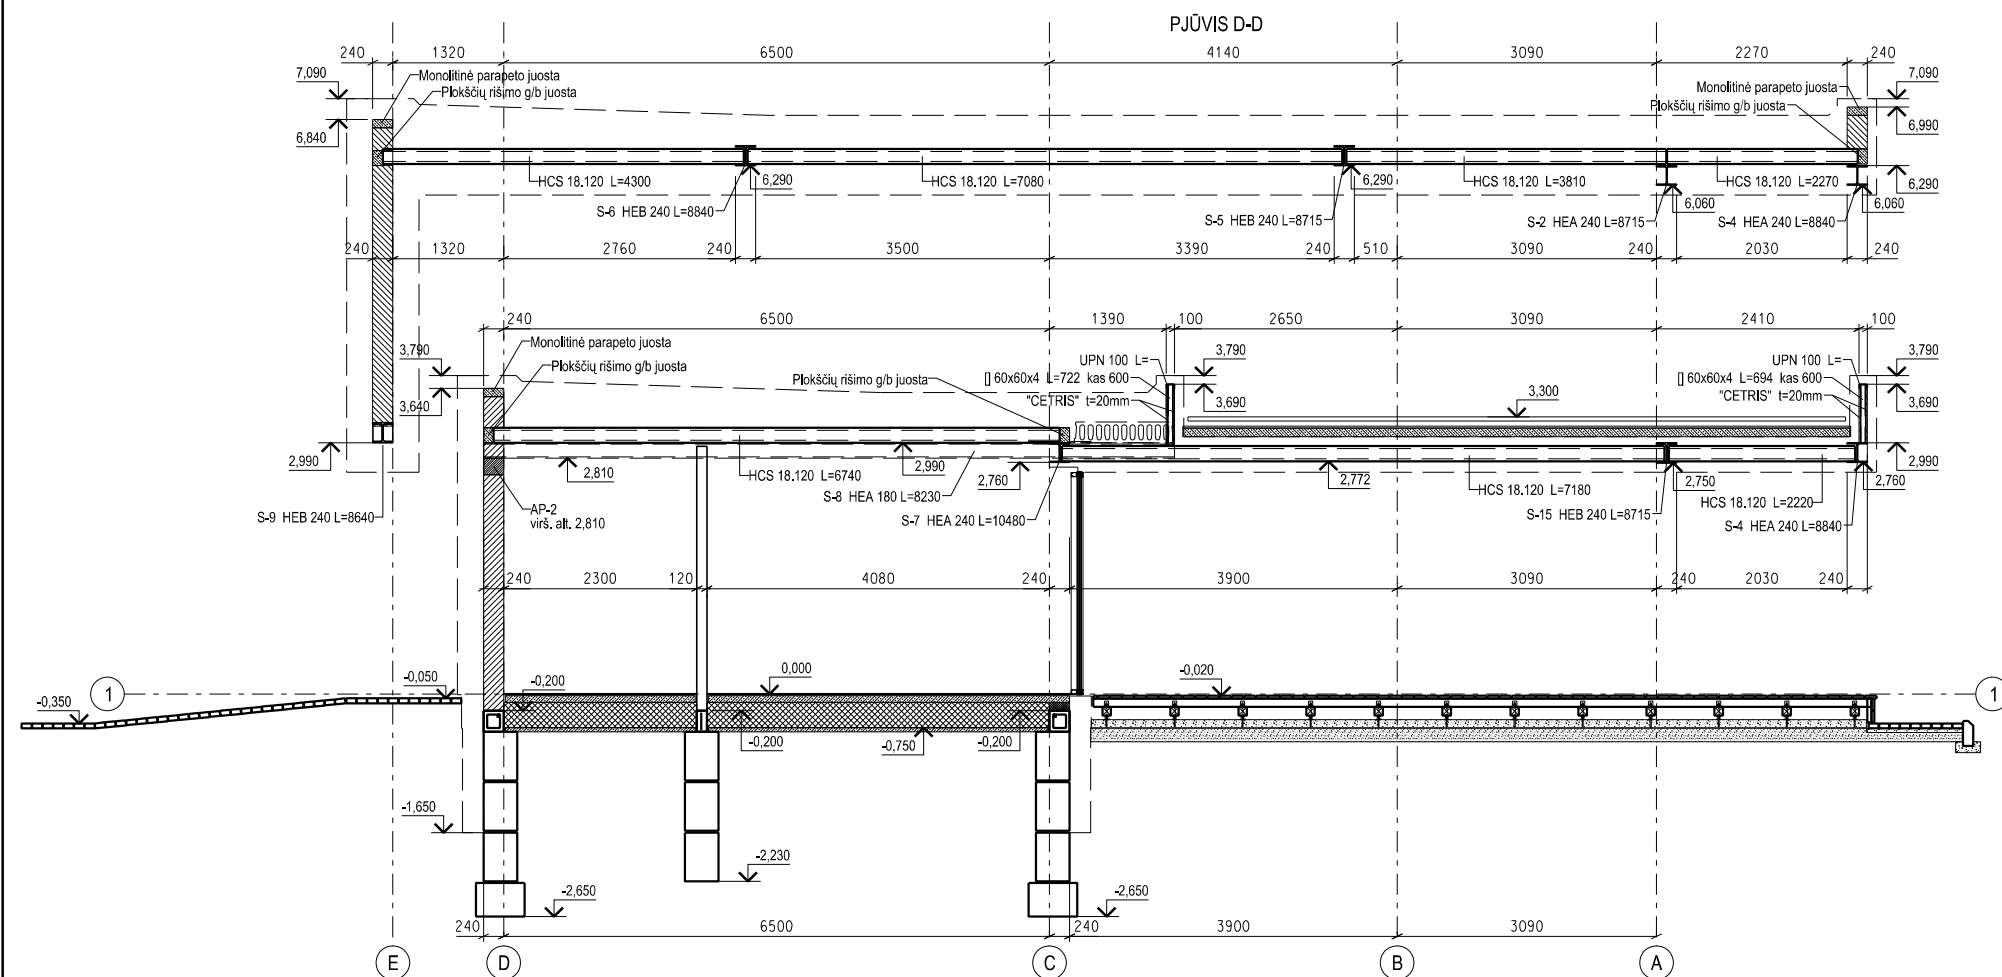 PJŪVIS D-D
240 1320 6500 4140 3090 2270 240
7,090
Monolitinė parapeto juosta
Plokščių rišimo g/b juosta
6,840
Monolitinė parapeto juosta
Plokščių rišimo g/b juosta
7,090
6,990
HCS 18.120 L=4300
6,290
HCS 18.120 L=7080
6,290
HCS 18.120 L=3810
HCS 18.120 L=2270
6,290
S-6 HEB 240 L=8840
S-5 HEB 240 L=8715
S-2 HEA 240 L=8715
6,060
S-4 HEA 240 L=8840
6,060
240 1320 2760 240 3500 3390 240 510 3090 240 2030 240
240 6500 1390 100 2650 3090 2410 100
3,790
Monolitinė parapeto juosta
Plokščių rišimo g/b juosta
3,640
Plokščių rišimo g/b juosta
UPN 100 L=
[] 60x60x4 L=722 kas 600
"CETRIS" t=20mm
3,790
3,690
3,300
UPN 100 L=
[] 60x60x4 L=694 kas 600
"CETRIS" t=20mm
3,790
3,690
2,990
2,810
HCS 18.120 L=6740
2,990
2,760
2,772
HCS 18.120 L=7180
2,750
HCS 18.120 L=2220
2,990
2,760
S-8 HEA 180 L=8230
S-9 HEB 240 L=8640
AP-2
virš. alt. 2,810
S-7 HEA 240 L=10480
S-15 HEB 240 L=8715
S-4 HEA 240 L=8840
240 2300 120 4080 240 3900 3090 240 2030 240
1
-0,350
-0,050
-0,200
0,000
-0,020
1
-0,200
-0,750
-0,200
-1,650
-2,230
-2,650
-2,650
240 6500 240 3900 3090
E D C B A